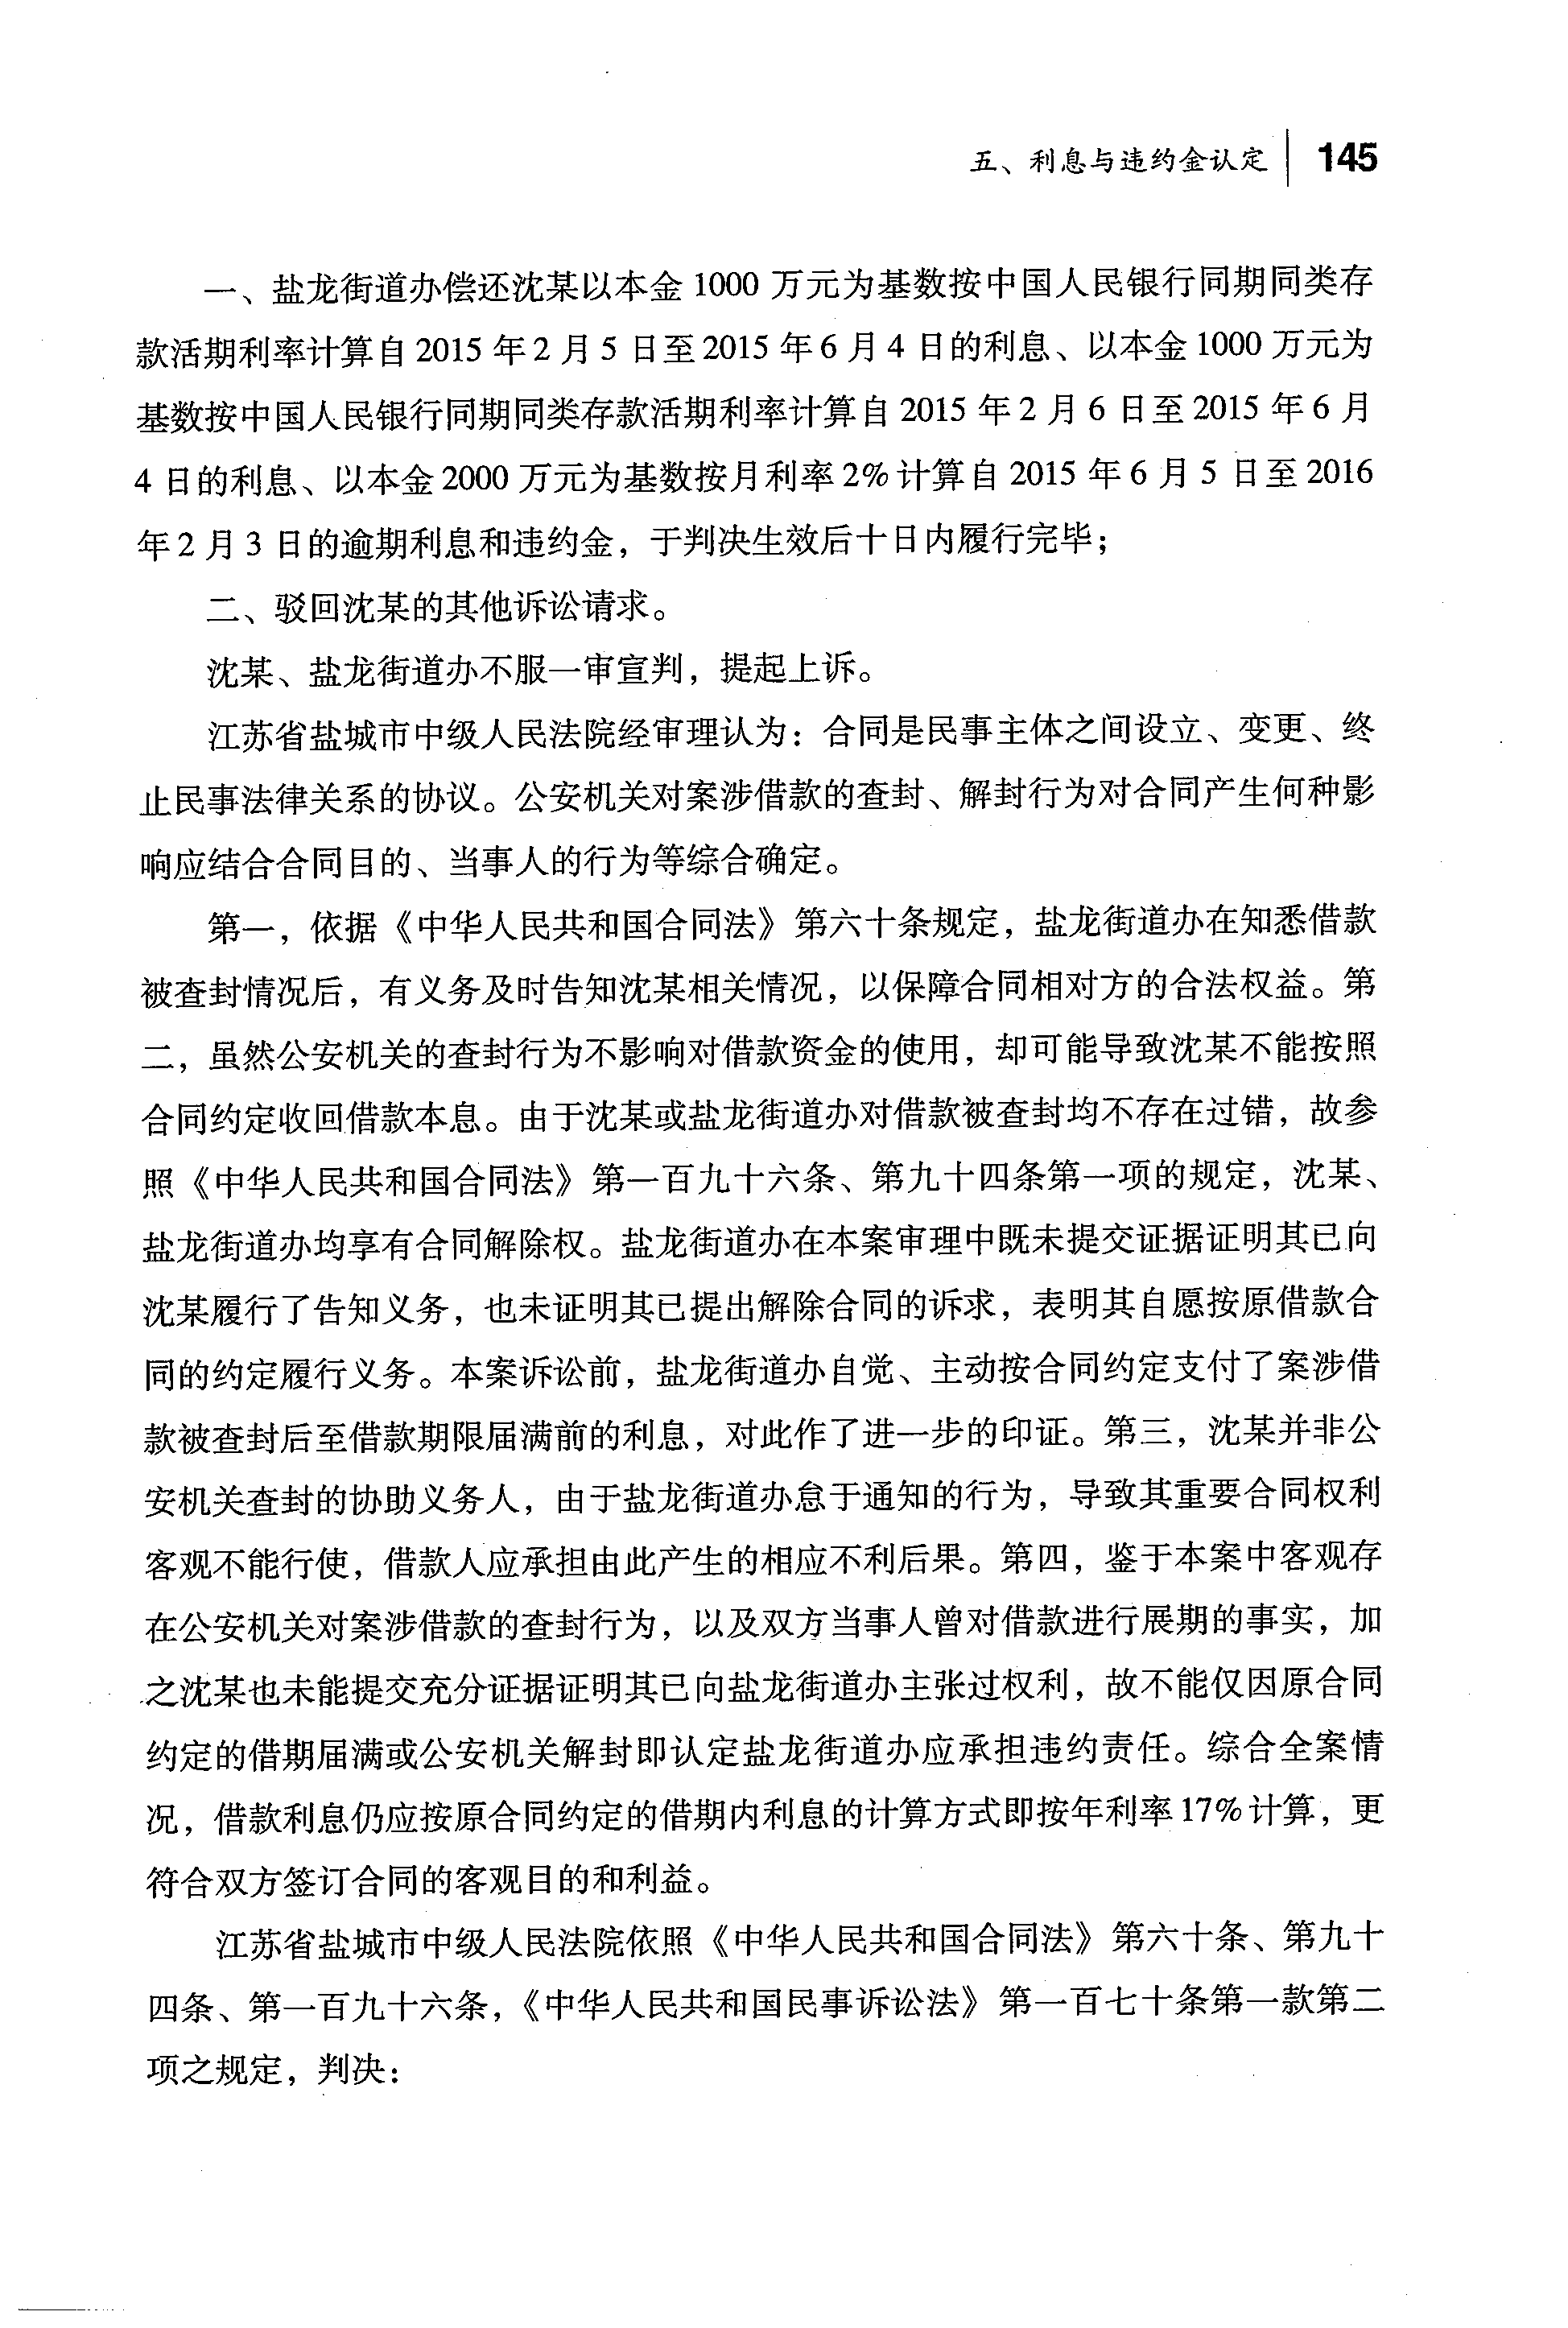 五、利息与违约金认定 145
一、盐龙街道办偿还沈某以本金 1000 万元为基数按中国人民银行同期同类存
款活期利率计算自 2015 年 2 月 5 日至 2015 年 6 月 4 日的利息、以本金 1000 万元为
基数按中国人民银行同期同类存款活期利率计算自 2015 年 2 月 6 日至 2015 年 6 月
4 日的利息、以本金 2000 万元为基数按月利率 2% 计算自 2015 年 6 月 5 日至 2016
年 2 月 3 日的逾期利息和违约金，于判决生效后十日内履行完毕；
二、驳回沈某的其他诉讼请求。
沈某、盐龙街道办不服一审宣判，提起上诉。
江苏省盐城市中级人民法院经审理认为：合同是民事主体之间设立、变更、终
止民事法律关系的协议。公安机关对案涉借款的查封、解封行为对合同产生何种影
响应结合合同目的、当事人的行为等综合确定。
第一，依据《中华人民共和国合同法》第六十条规定，盐龙街道办在知悉借款
被查封情况后，有义务及时告知沈某相关情况，以保障合同相对方的合法权益。第
二，虽然公安机关的查封行为不影响对借款资金的使用，却可能导致沈某不能按照
合同约定收回借款本息。由于沈某或盐龙街道办对借款被查封均不存在过错，故参
照《中华人民共和国合同法》第一百九十六条、第九十四条第一项的规定，沈某、
盐龙街道办均享有合同解除权。盐龙街道办在本案审理中既未提交证据证明其已向
沈某履行了告知义务，也未证明其已提出解除合同的诉求，表明其自愿按原借款合
同的约定履行义务。本案诉讼前，盐龙街道办自觉、主动按合同约定支付了案涉借
款被查封后至借款期限届满前的利息，对此作了进一步的印证。第三，沈某并非公
安机关查封的协助义务人，由于盐龙街道办怠于通知的行为，导致其重要合同权利
客观不能行使，借款人应承担由此产生的相应不利后果。第四，鉴于本案中客观存
在公安机关对案涉借款的查封行为，以及双方当事人曾对借款进行展期的事实，加
之沈某也未能提交充分证据证明其已向盐龙街道办主张过权利，故不能仅因原合同
约定的借期届满或公安机关解封即认定盐龙街道办应承担违约责任。综合全案情
况，借款利息仍应按原合同约定的借期内利息的计算方式即按年利率 17% 计算，更
符合双方签订合同的客观目的和利益。
江苏省盐城市中级人民法院依照《中华人民共和国合同法》第六十条、第九十
四条、第一百九十六条，《中华人民共和国民事诉讼法》第一百七十条第一款第二
项之规定，判决：